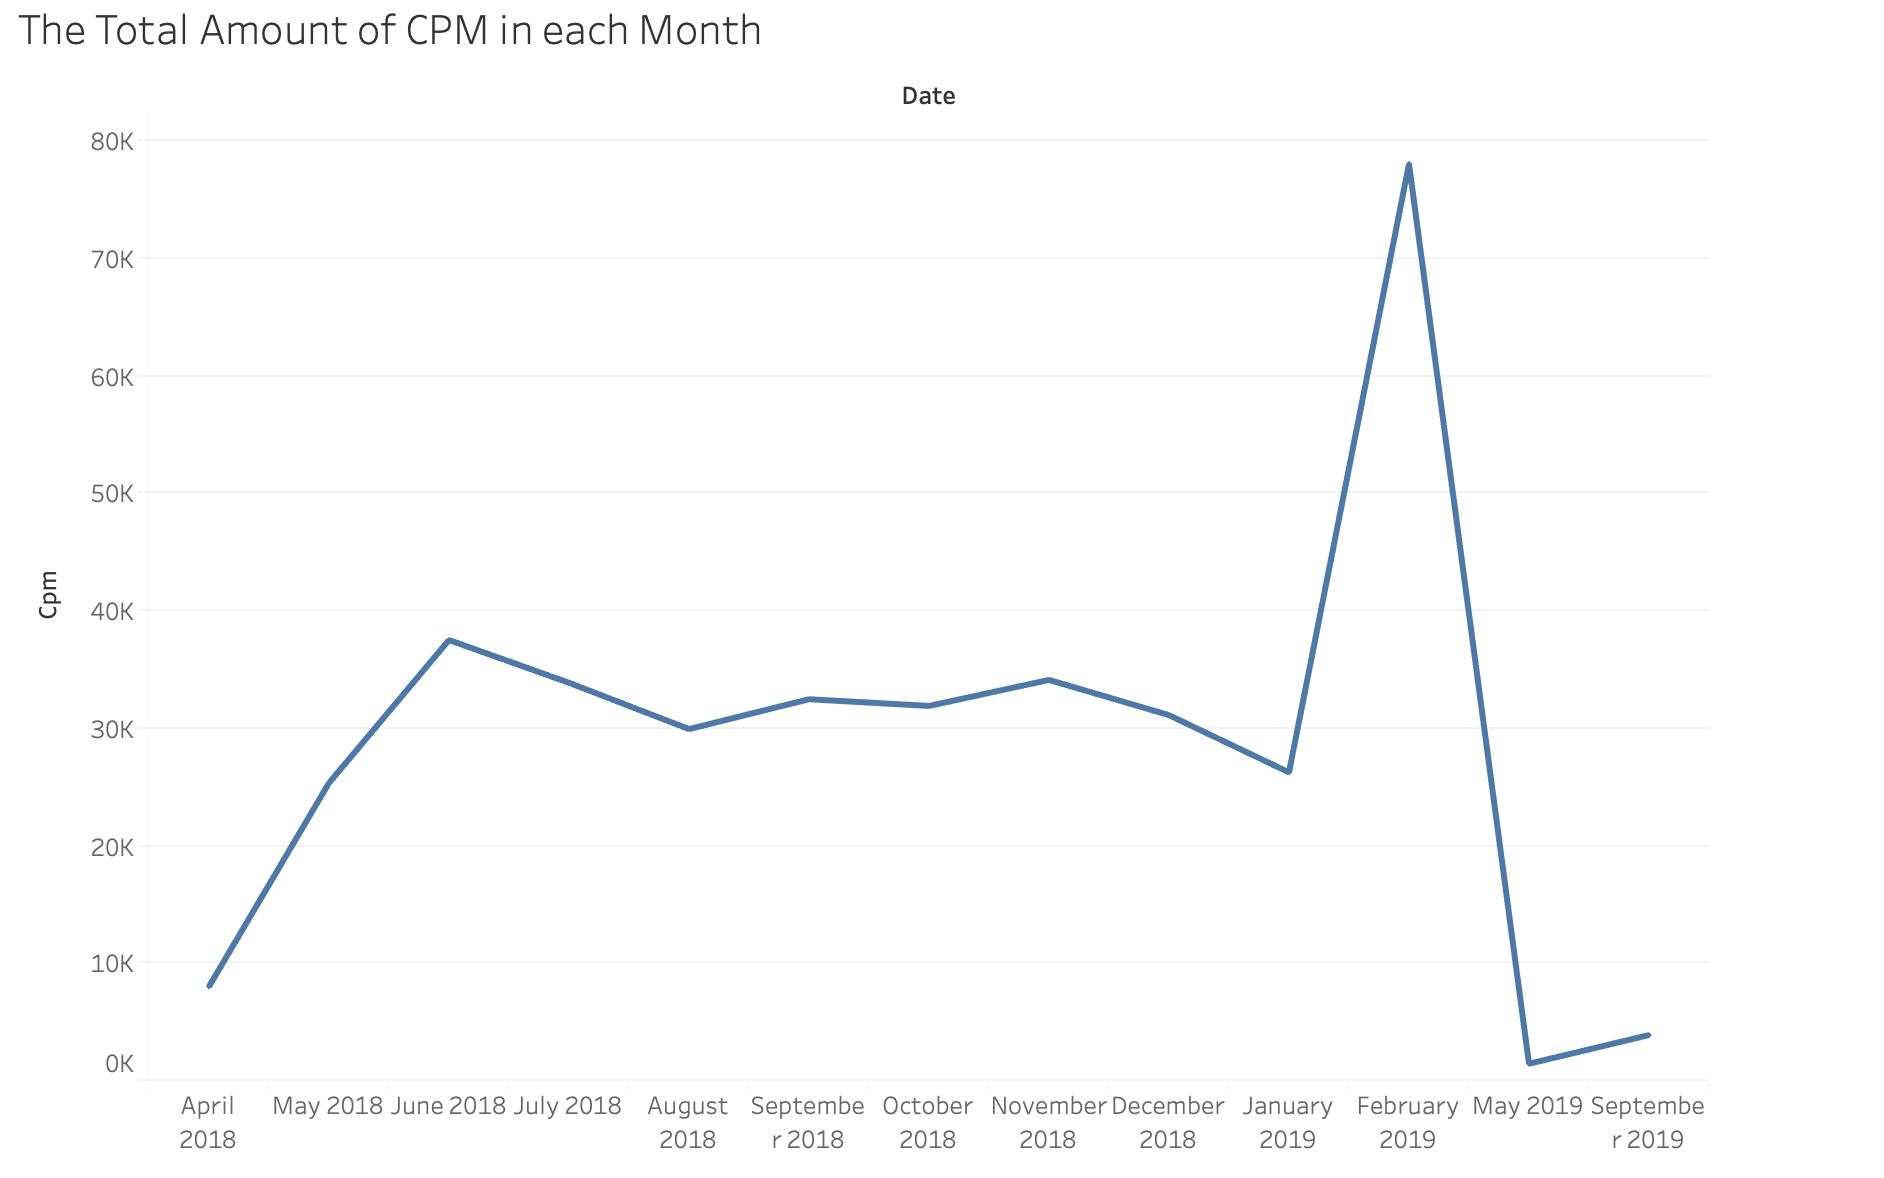 The Total Amount of CPM in each Month
Date
80K
70K
60K
50K
40K
30K
20K
10K
0K
Cpm
April May 2018 June 2018 July 2018 August Septembe October November December January February May 2019 Septembe
2018 2018 r 2018 2018 2018 2018 2019 2019 r 2019